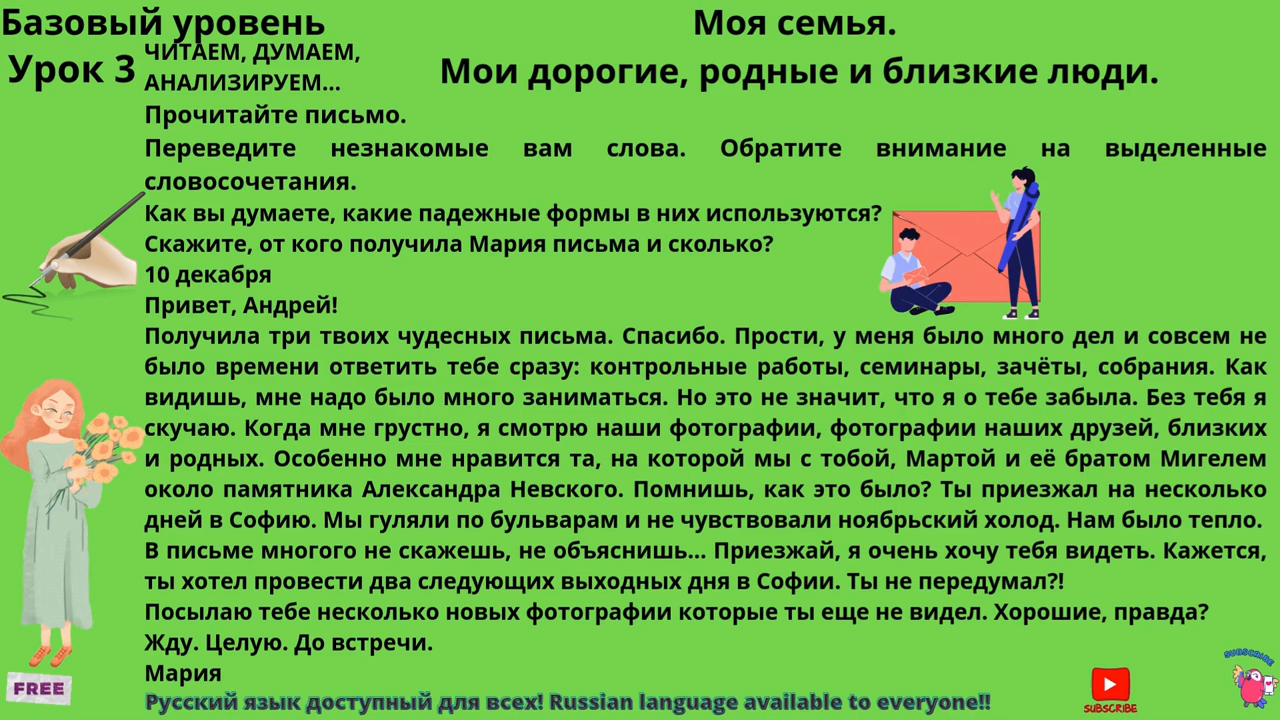 Базовый уровень
Моя семья.
Урок 3
Мои дорогие, родные и близкие люди.
ЧИТАЕМ, ДУМАЕМ,
АНАЛИЗИРУЕМ...
Прочитайте письмо.
Переведите незнакомые вам слова. Обратите внимание на выделенные
словосочетания.
Как вы думаете, какие падежные формы в них используются?
Скажите, от кого получила Мария письма и сколько?
10 декабря
Привет, Андрей!
Получила три твоих чудесных письма. Спасибо. Прости, у меня было много дел и совсем не
было времени ответить тебе сразу: контрольные работы, семинары, зачёты, собрания. Как
видишь, мне надо было много заниматься. Но это не значит, что я о тебе забыла. Без тебя я
скучаю. Когда мне грустно, я смотрю наши фотографии, фотографии наших друзей, близких
и родных. Особенно мне нравится та, на которой мы с тобой, Мартой и её братом Мигелем
около памятника Александра Невского. Помнишь, как это было? Ты приезжал на несколько
дней в Софию. Мы гуляли по бульварам и не чувствовали ноябрьский холод. Нам было тепло.
В письме многого не скажешь, не объяснишь... Приезжай, я очень хочу тебя видеть. Кажется,
ты хотел провести два следующих выходных дня в Софии. Ты не передумал?!
Посылаю тебе несколько новых фотографии которые ты еще не видел. Хорошие, правда?
Жду. Целую. До встречи.
Мария
FREE
Русский язык доступный для всех! Russian language available to everyone!!
SUBSCRIBE
SUBSCRIBE